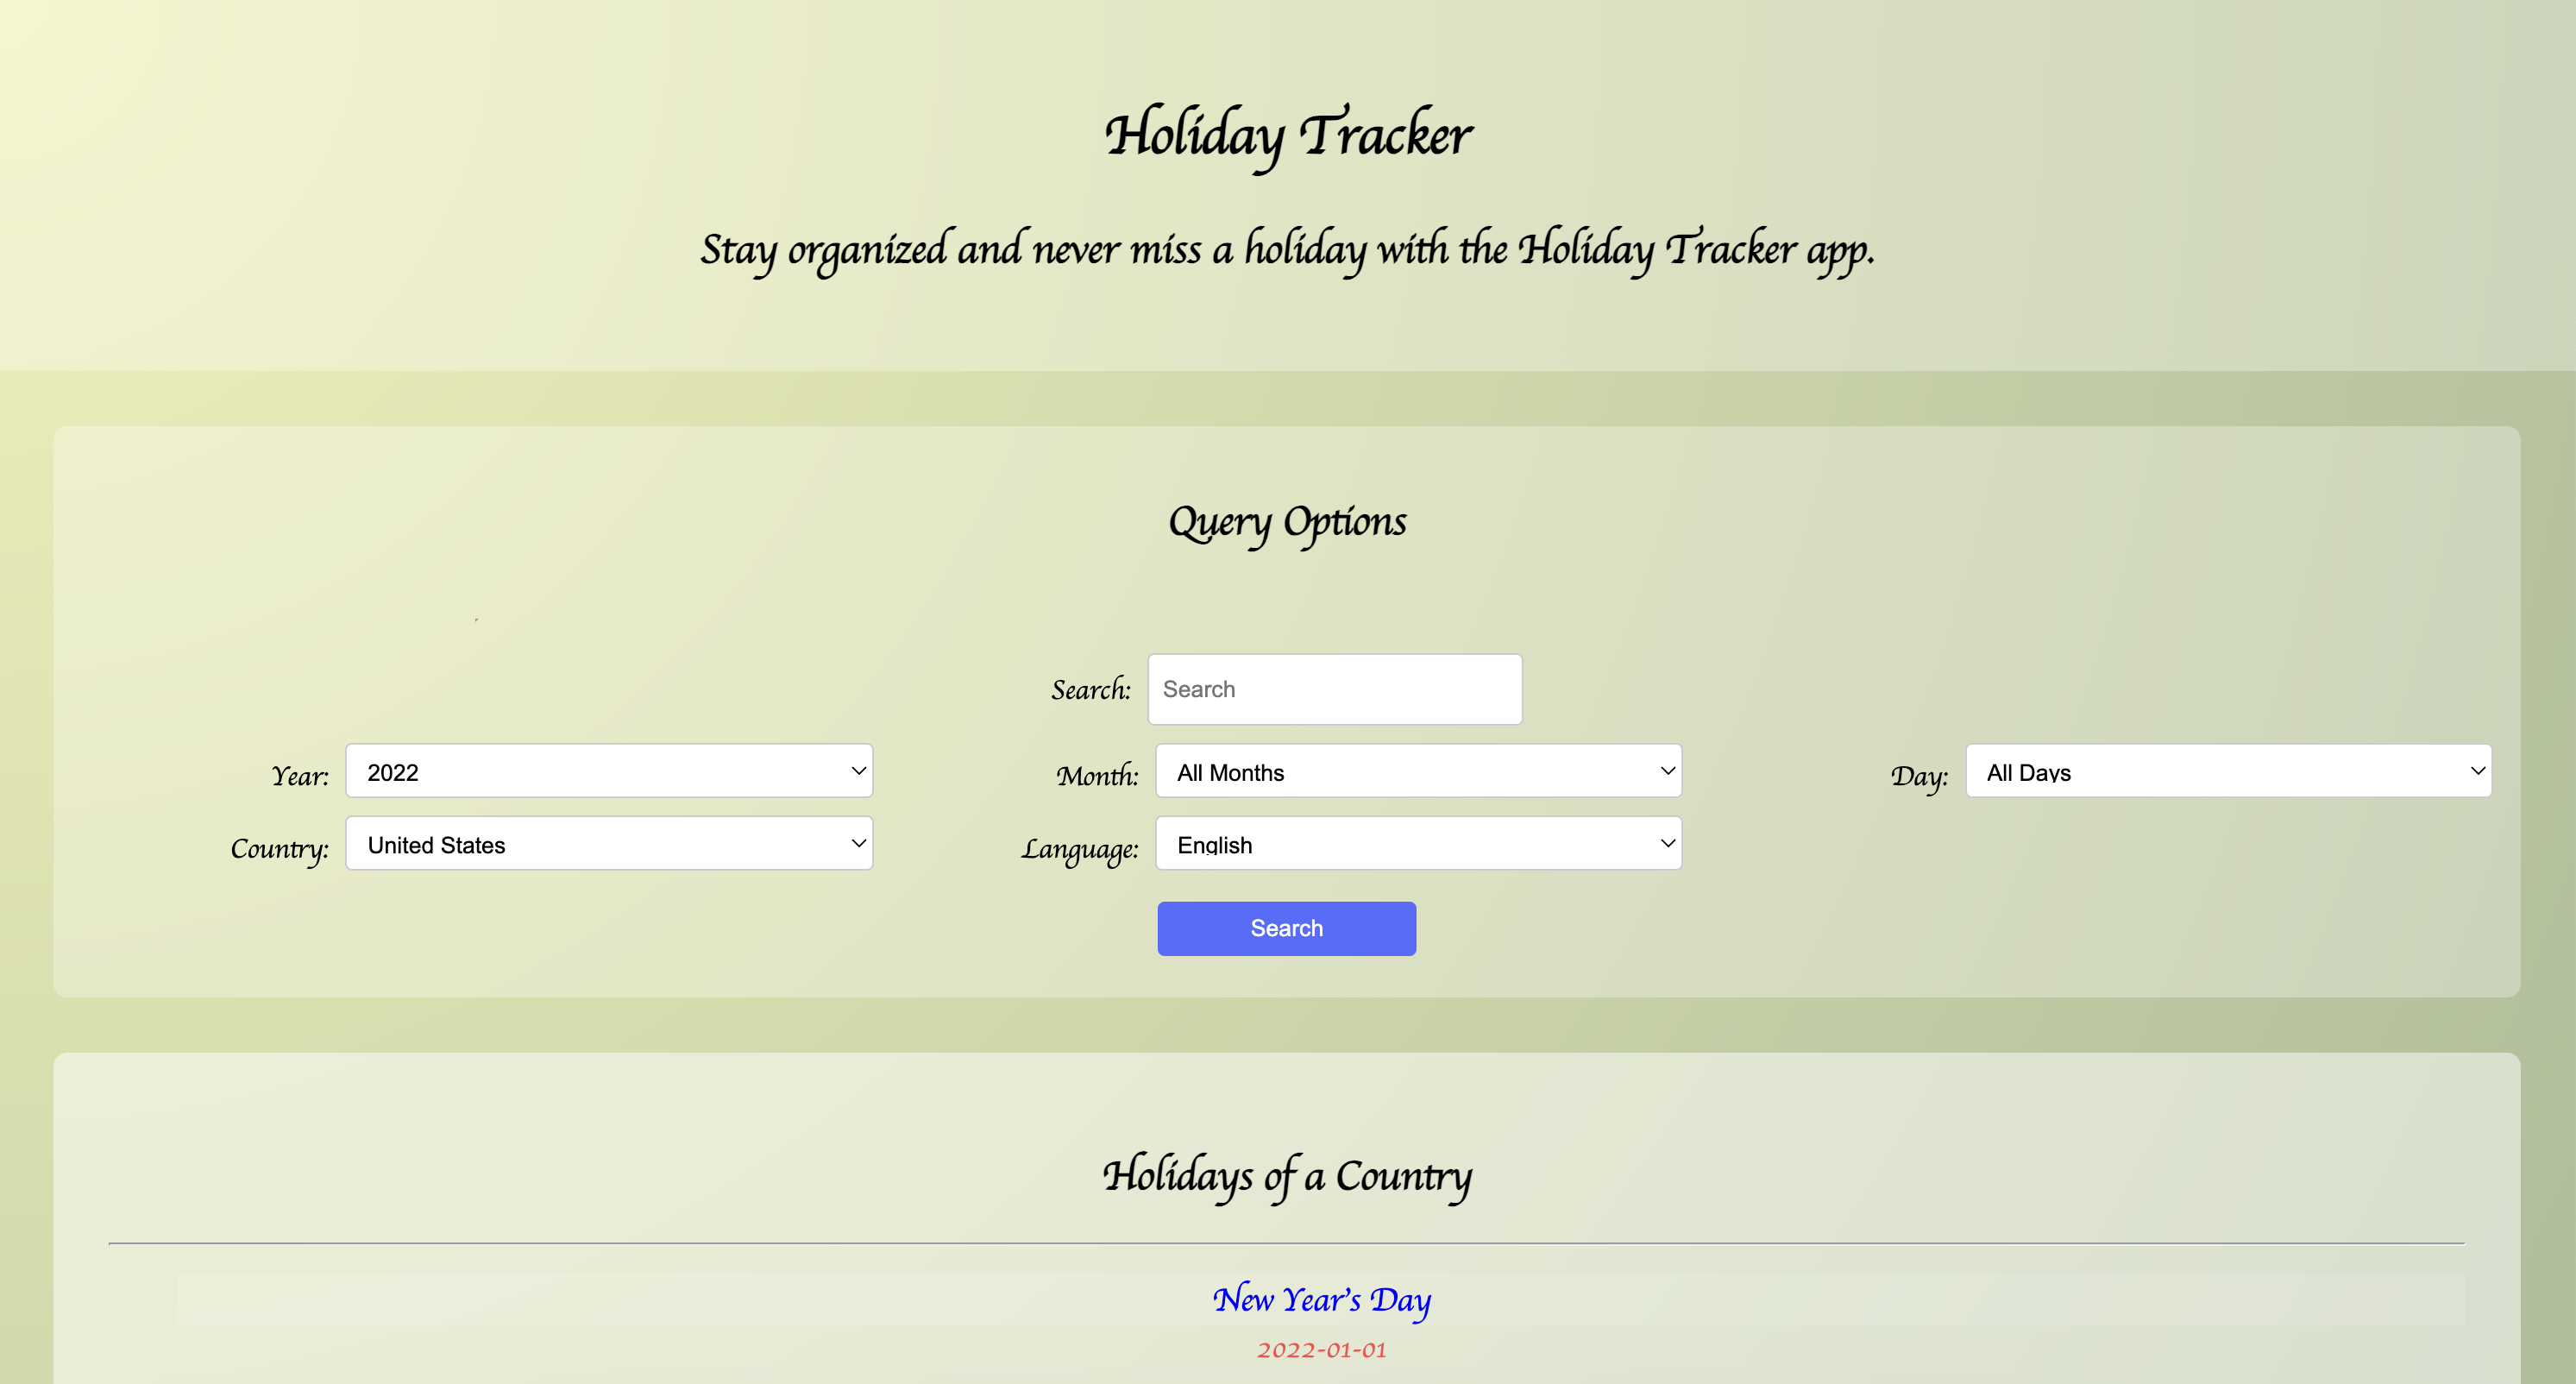 Holiday Tracker
Stay organized and never miss a holiday with the Holiday Tracker app.
Query Options
Search: Search
Year: 2022 Month: All Months Day: All Days
Country: United States Language: English
Search
Holidays of a Country
New Year's Day
2022-01-01